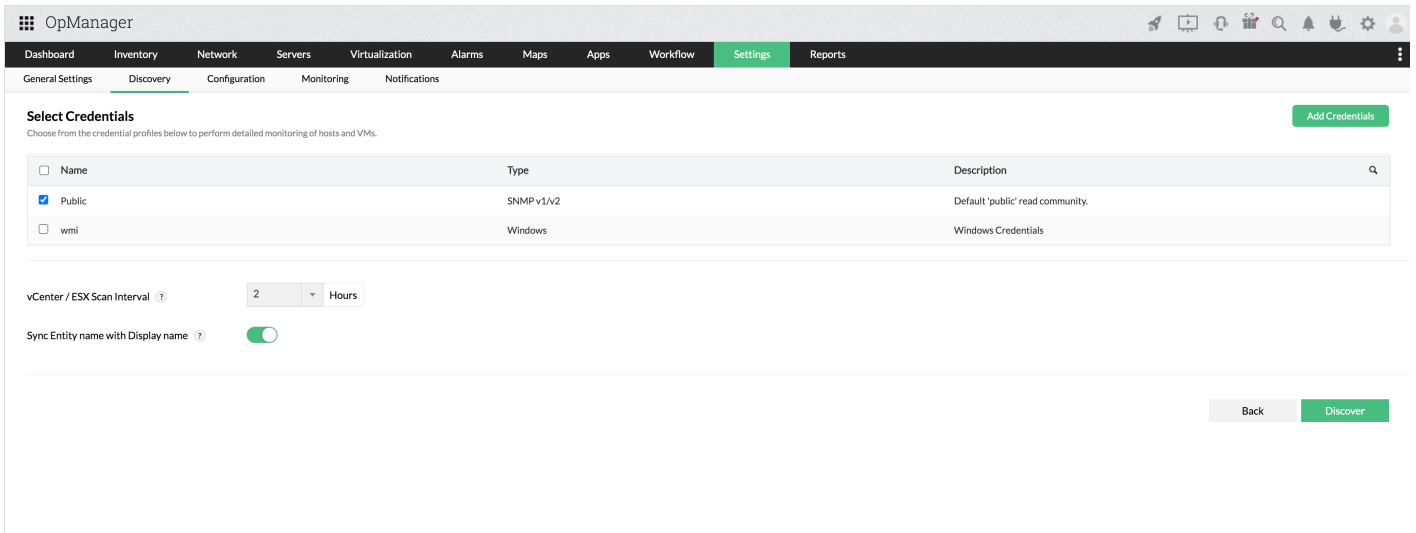 OpManager
Dashboard Inventory Network Servers Virtualization Alarms Maps Apps Workflow Settings Reports
General Settings Discovery Configuration Monitoring Notifications
Select Credentials
Add Credentials
Choose from the credential profiles below to perform detailed monitoring of hosts and VMs.
Name Type Description
Public SNMP v1/v2 Default 'public' read community.
wmi Windows Windows Credentials
vCenter / ESX Scan Interval ? 2 Hours
Sync Entity name with Display name ?
Back Discover